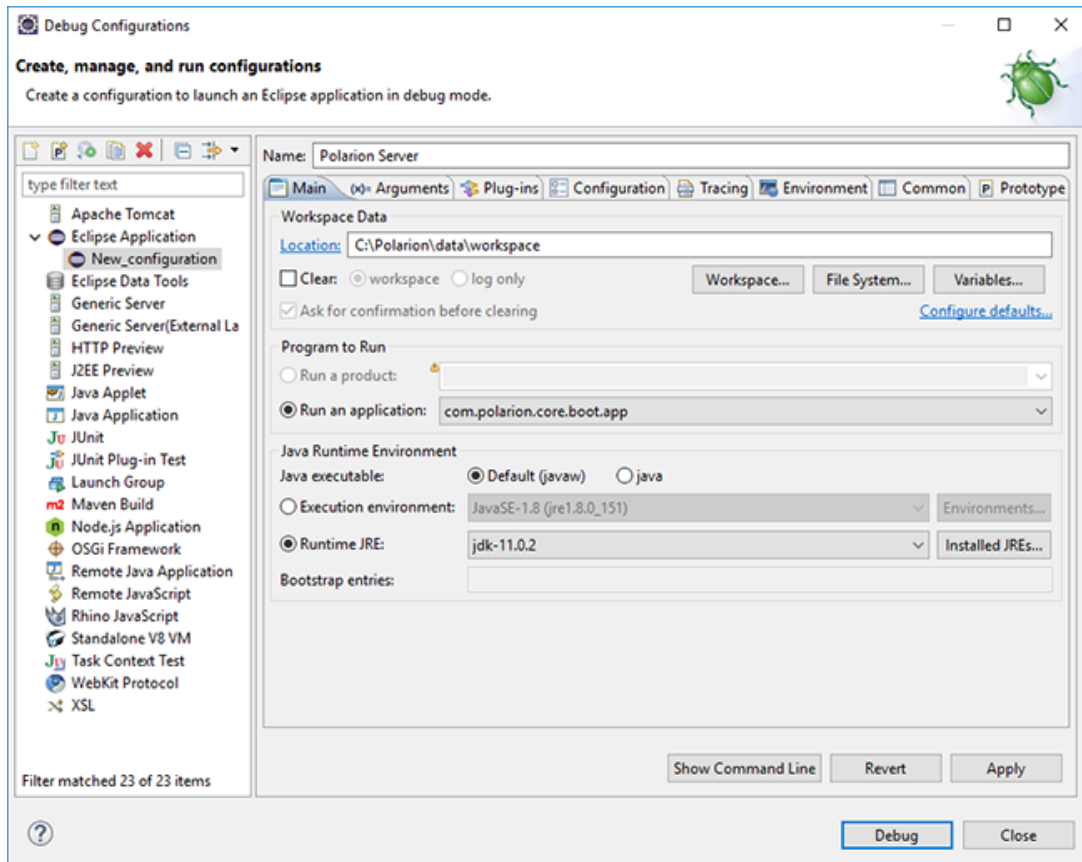 Debug Configurations
Create, manage, and run configurations
Create a configuration to launch an Eclipse application in debug mode.
type filter text
Apache Tomcat
Eclipse Application
New_configuration
Eclipse Data Tools
Generic Server
Generic Server(External La
HTTP Preview
J2EE Preview
Java Applet
Java Application
Ju JUnit
JUnit Plug-in Test
Launch Group
m2 Maven Build
n Node.js Application
OSGi Framework
Remote Java Application
Remote JavaScript
Rhino JavaScript
Standalone V8 VM
Task Context Test
WebKit Protocol
XSL
Filter matched 23 of 23 items
Name: Polarion Server
Main (x)= Arguments Plug-ins Configuration Tracing Environment Common P Prototype
Workspace Data
Location: C:\Polarion\data\workspace
Clear: workspace log only Workspace... File System... Variables...
Ask for confirmation before clearing Configure defaults...
Program to Run
Run a product:
Run an application: com.polarion.core.boot.app
Java Runtime Environment
Java executable: Default (javaw) java
Execution environment: JavaSE-1.8 (jre1.8.0_151) Environments...
Runtime JRE: jdk-11.0.2 Installed JREs...
Bootstrap entries:
Show Command Line Revert Apply
? Debug Close